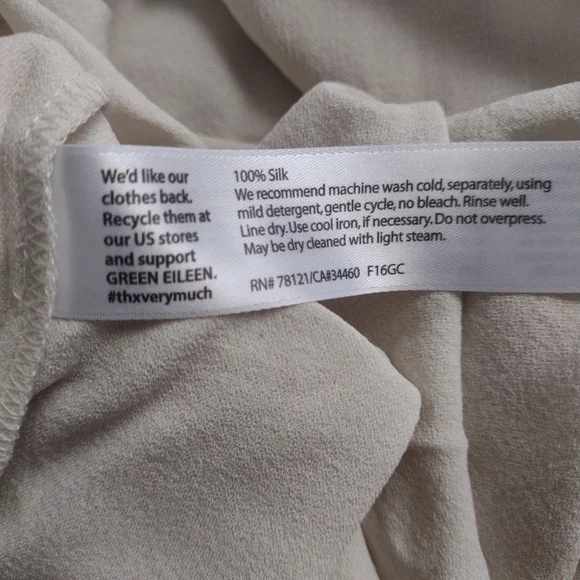 We'd like our
clothes back.
Recycle them at
our US stores
and support
GREEN EILEEN.
#thxverymuch
100% Silk
We recommend machine wash cold, separately, using
mild detergent, gentle cycle, no bleach. Rinse well.
Line dry. Use cool iron, if necessary. Do not overpress.
May be dry cleaned with light steam.
RN# 78121/CA#34460 F16GC